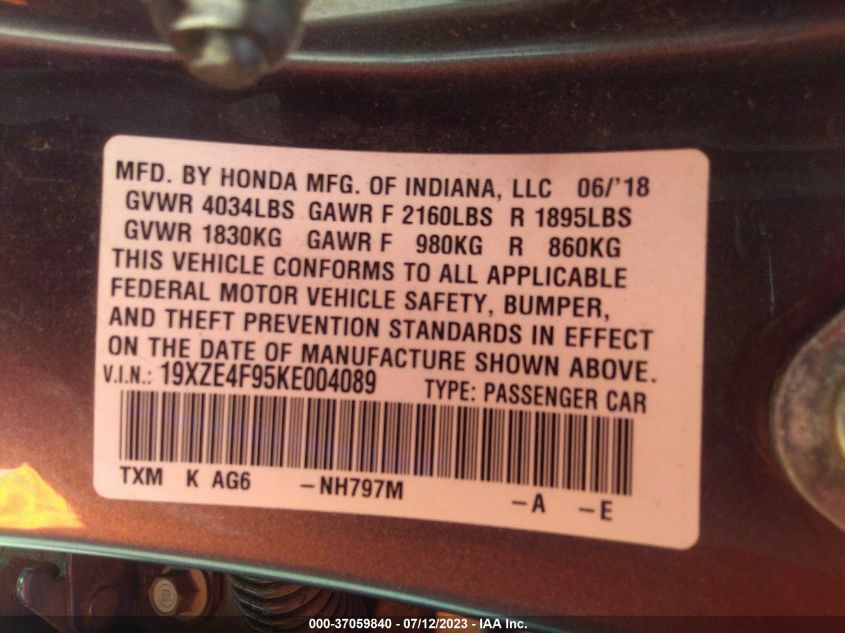 MFD. BY HONDA MFG. OF INDIANA, LLC 06/'18
GVWR 4034LBS GAWR F 2160LBS R 1895LBS
GVWR 1830KG GAWR F 980KG R 860KG
THIS VEHICLE CONFORMS TO ALL APPLICABLE
FEDERAL MOTOR VEHICLE SAFETY, BUMPER,
AND THEFT PREVENTION STANDARDS IN EFFECT
ON THE DATE OF MANUFACTURE SHOWN ABOVE.
V.I.N.: 19XZE4F95KE004089 TYPE: PASSENGER CAR
TXM K AG6 –NH797M –A –E
000-37059840 - 07/12/2023 - IAA Inc.